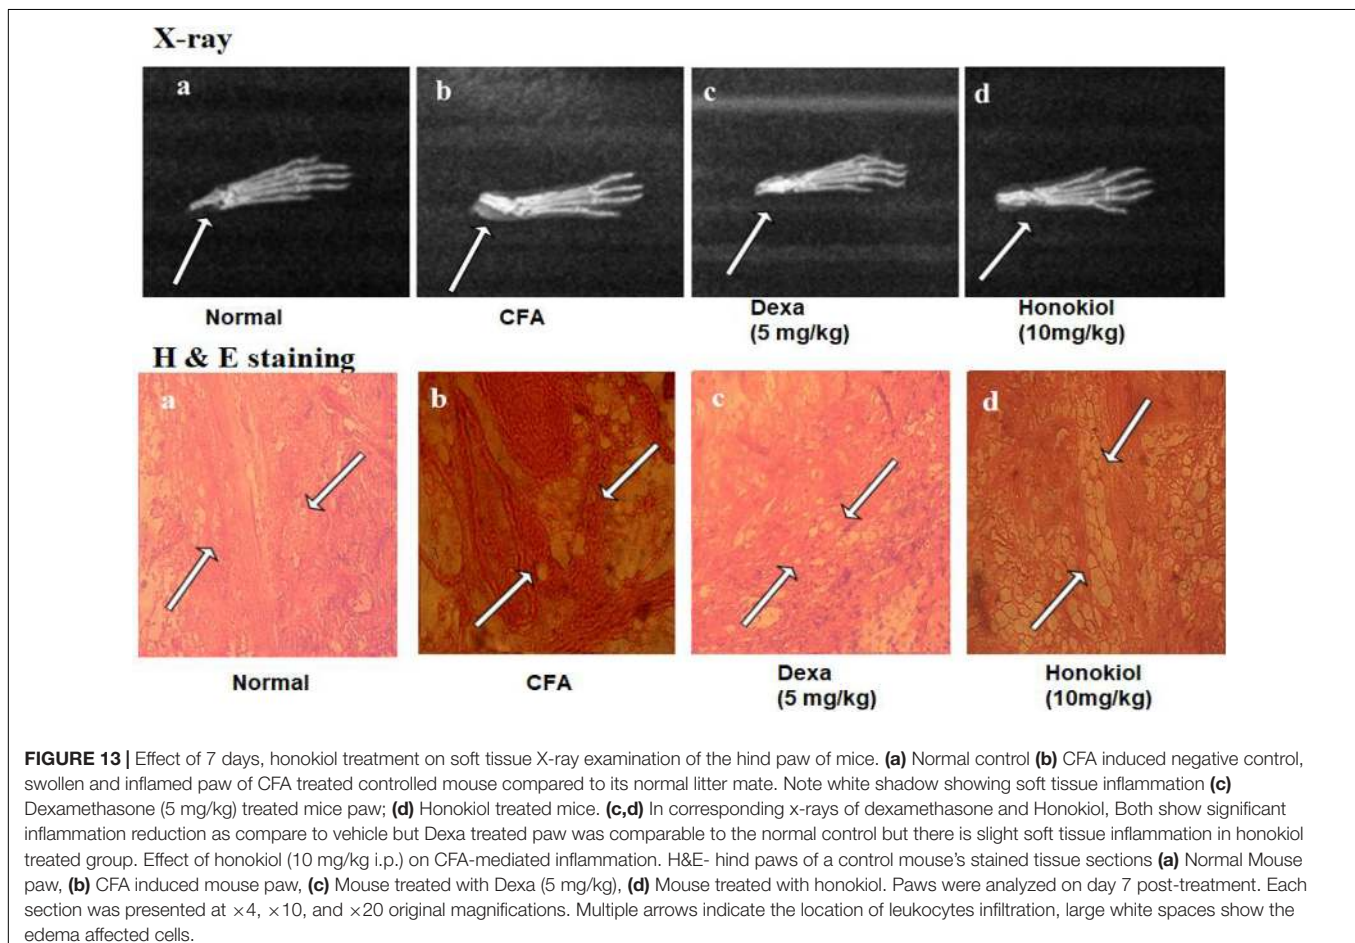 X-ray
a b c d
Normal CFA Dexa Honokiol
(5 mg/kg) (10mg/kg)
H & E staining
a b c d
Normal CFA Dexa Honokiol
(5 mg/kg) (10mg/kg)
FIGURE 13 | Effect of 7 days, honokiol treatment on soft tissue X-ray examination of the hind paw of mice. (a) Normal control (b) CFA induced negative control,
swollen and inflamed paw of CFA treated controlled mouse compared to its normal litter mate. Note white shadow showing soft tissue inflammation (c)
Dexamethasone (5 mg/kg) treated mice paw; (d) Honokiol treated mice. (c,d) In corresponding x-rays of dexamethasone and Honokiol, Both show significant
inflammation reduction as compare to vehicle but Dexa treated paw was comparable to the normal control but there is slight soft tissue inflammation in honokiol
treated group. Effect of honokiol (10 mg/kg i.p.) on CFA-mediated inflammation. H&E- hind paws of a control mouse's stained tissue sections (a) Normal Mouse
paw, (b) CFA induced mouse paw, (c) Mouse treated with Dexa (5 mg/kg), (d) Mouse treated with honokiol. Paws were analyzed on day 7 post-treatment. Each
section was presented at ×4, ×10, and ×20 original magnifications. Multiple arrows indicate the location of leukocytes infiltration, large white spaces show the
edema affected cells.